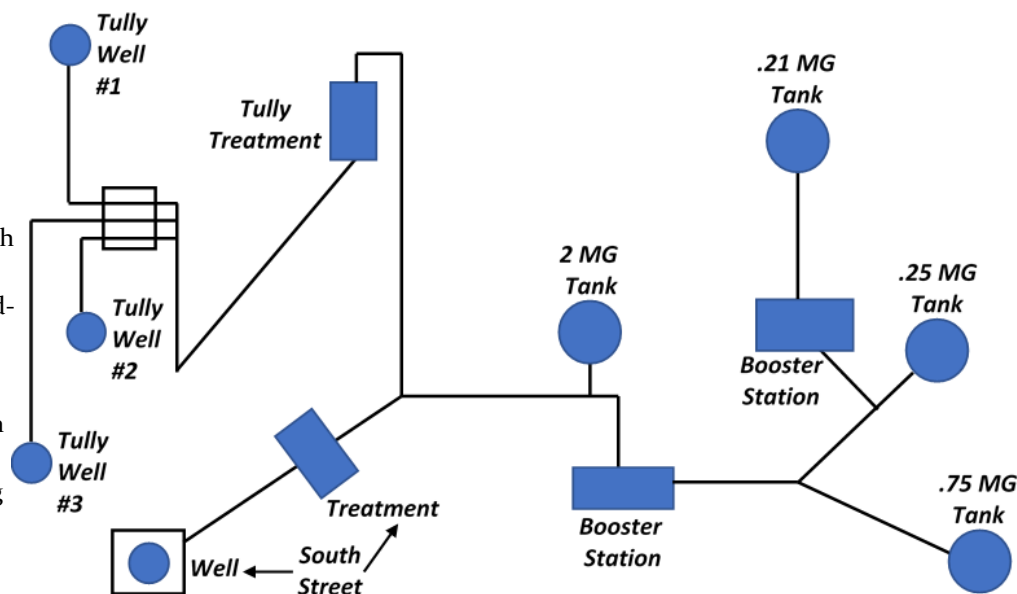 Tully
Well
#1
Tully
Treatment
.21 MG
Tank
h
d-
2 MG
Tank
.25 MG
Tank
Tully
Well
#2
Booster
Station
n
g
Tully
Well
#3
Treatment
Booster
Station
.75 MG
Tank
Well
South
Street